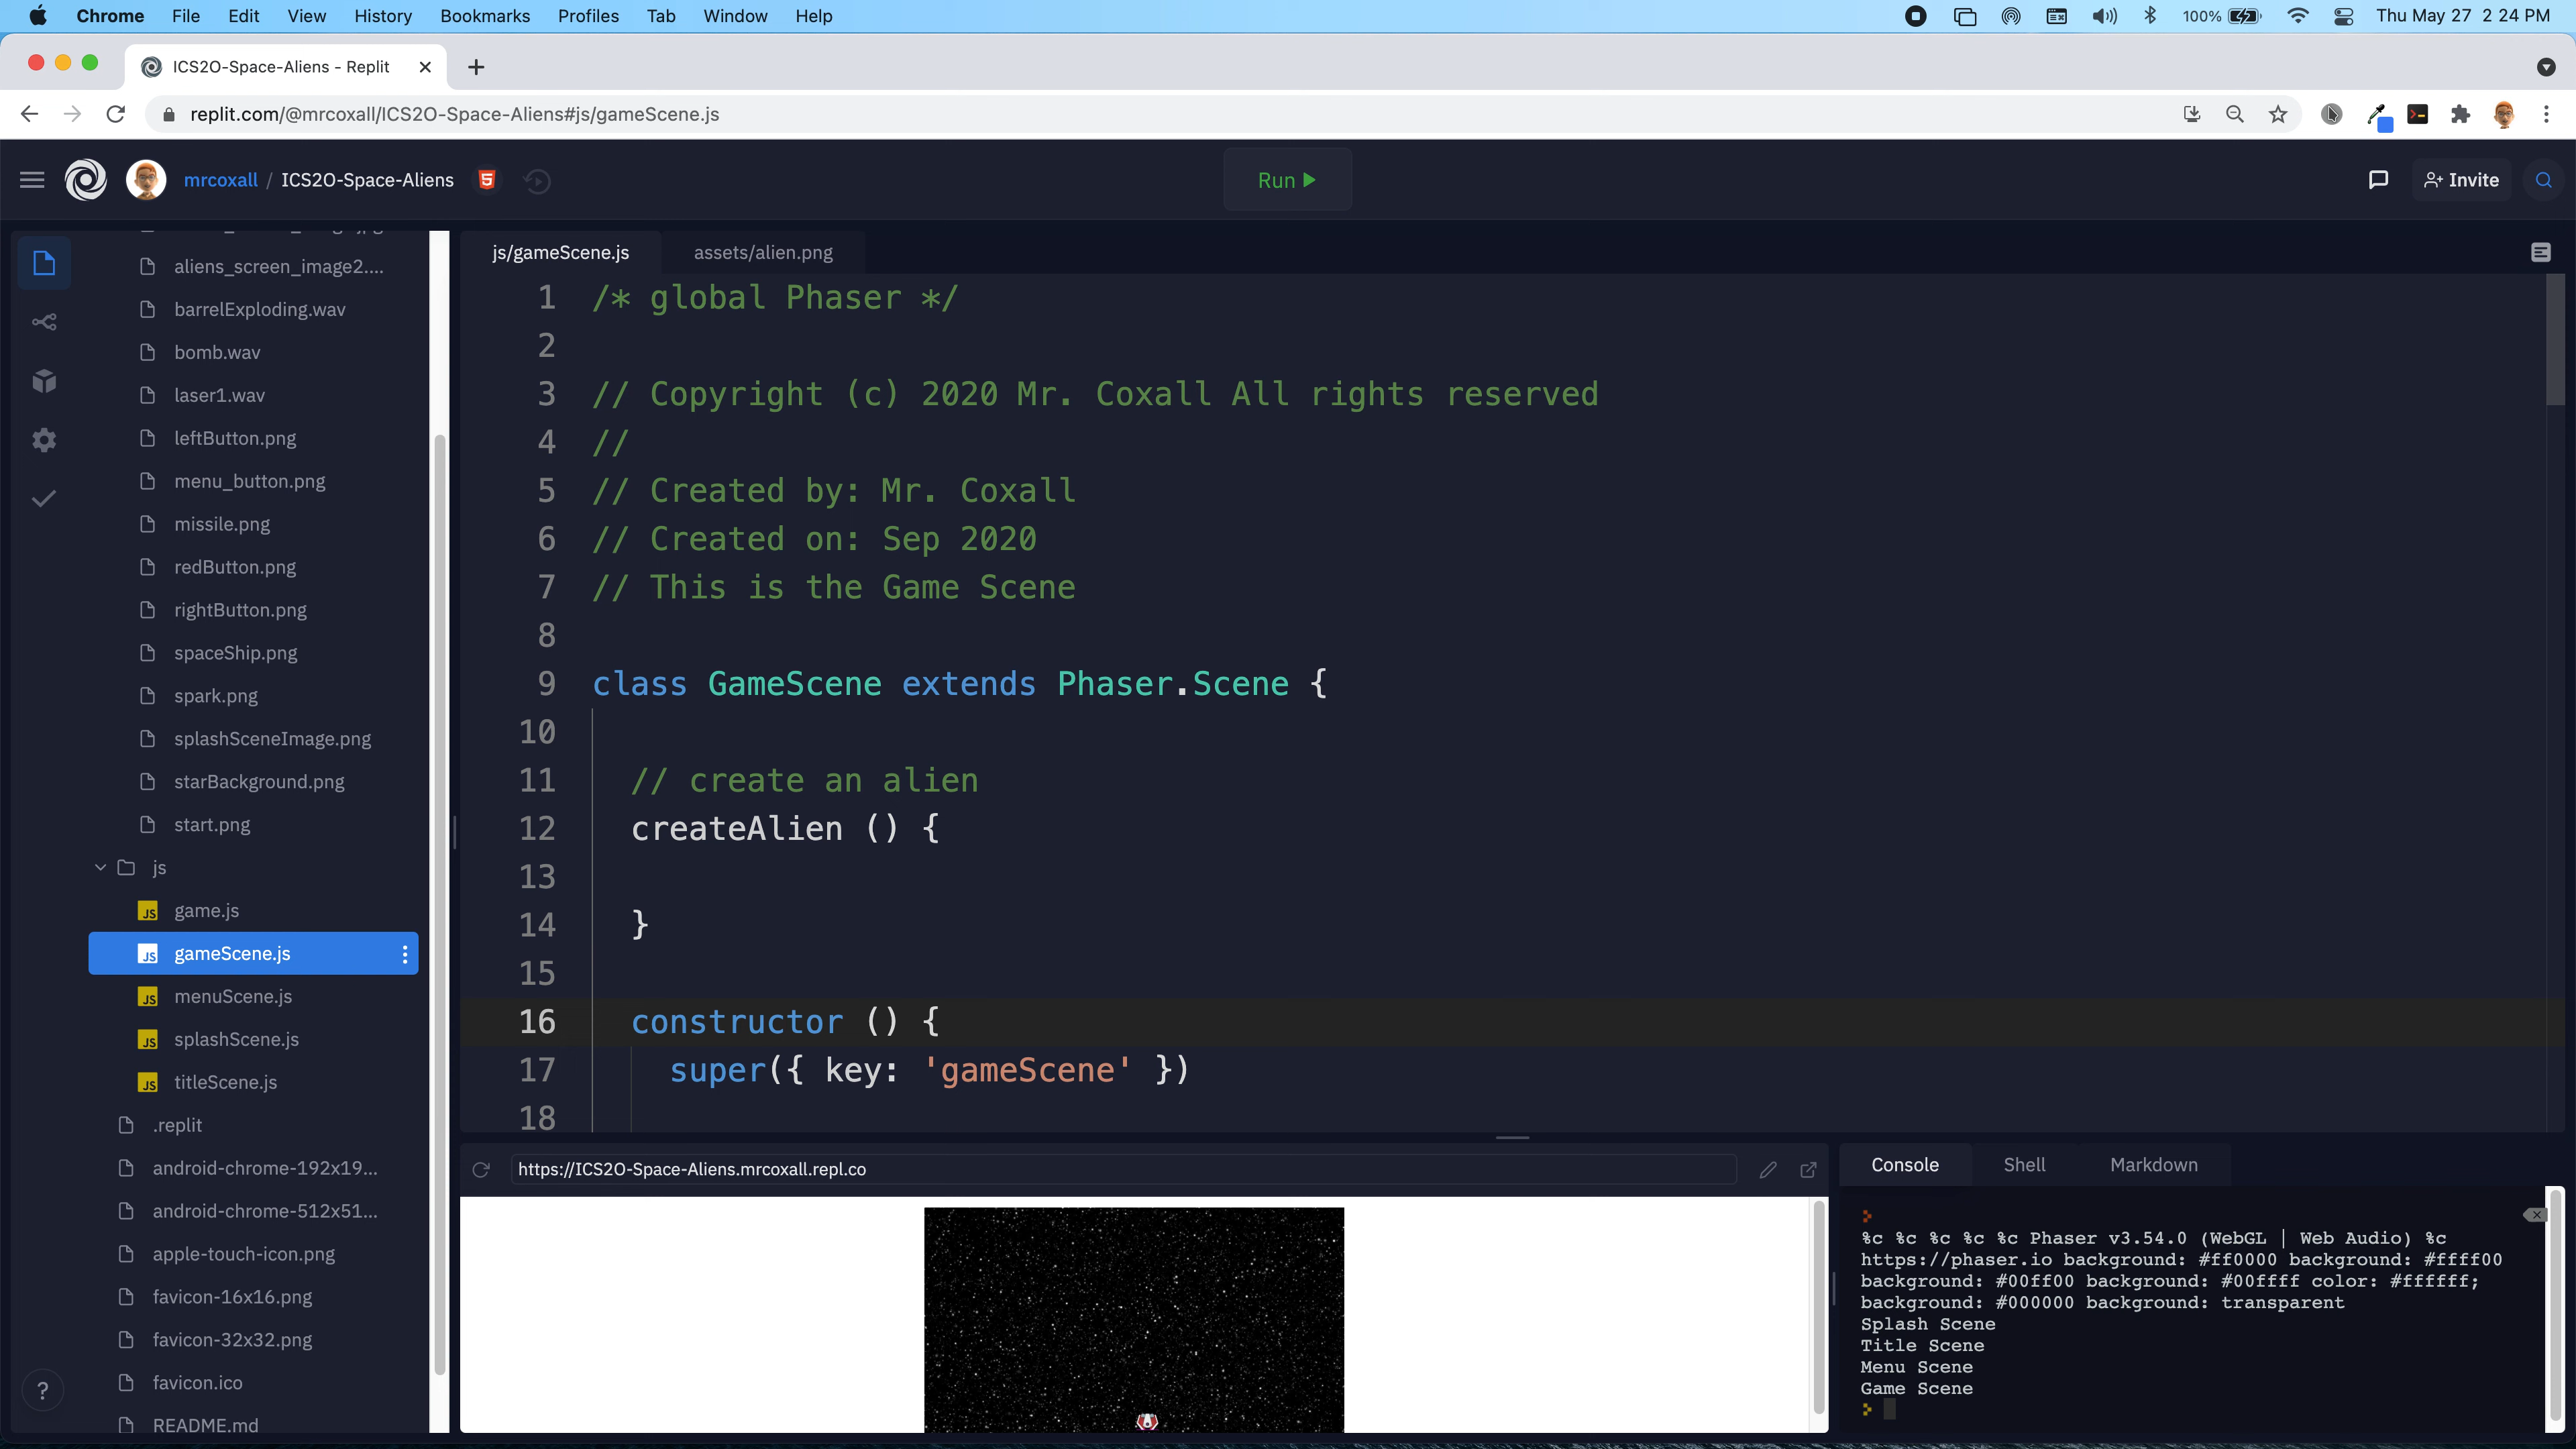 Chrome File Edit View History Bookmarks Profiles Tab Window Help 100% Thu May 27 2 24 PM
ICS2O-Space-Aliens - Replit
replit.com/@mrcoxall/ICS2O-Space-Aliens#js/gameScene.js
mrcoxall / ICS2O-Space-Aliens Run Invite
aliens_screen_image2....
barrelExploding.wav
bomb.wav
laser1.wav
leftButton.png
menu_button.png
missile.png
redButton.png
rightButton.png
spaceShip.png
spark.png
splashSceneImage.png
starBackground.png
start.png
js
JS game.js
JS gameScene.js
JS menuScene.js
JS splashScene.js
JS titleScene.js
.replit
android-chrome-192x19...
android-chrome-512x51...
apple-touch-icon.png
favicon-16x16.png
favicon-32x32.png
favicon.ico
README.md
?
js/gameScene.js assets/alien.png
1 /* global Phaser */
2
3 // Copyright (c) 2020 Mr. Coxall All rights reserved
4 //
5 // Created by: Mr. Coxall
6 // Created on: Sep 2020
7 // This is the Game Scene
8
9 class GameScene extends Phaser.Scene {
10
11 // create an alien
12 createAlien () {
13
14 }
15
16 constructor () {
17 super({ key: 'gameScene' })
18
https://ICS2O-Space-Aliens.mrcoxall.repl.co
Console Shell Markdown
%c %c %c %c %c Phaser v3.54.0 (WebGL | Web Audio) %c
https://phaser.io background: #ff0000 background: #ffff00
background: #00ff00 background: #00ffff color: #ffffff;
background: #000000 background: transparent
Splash Scene
Title Scene
Menu Scene
Game Scene